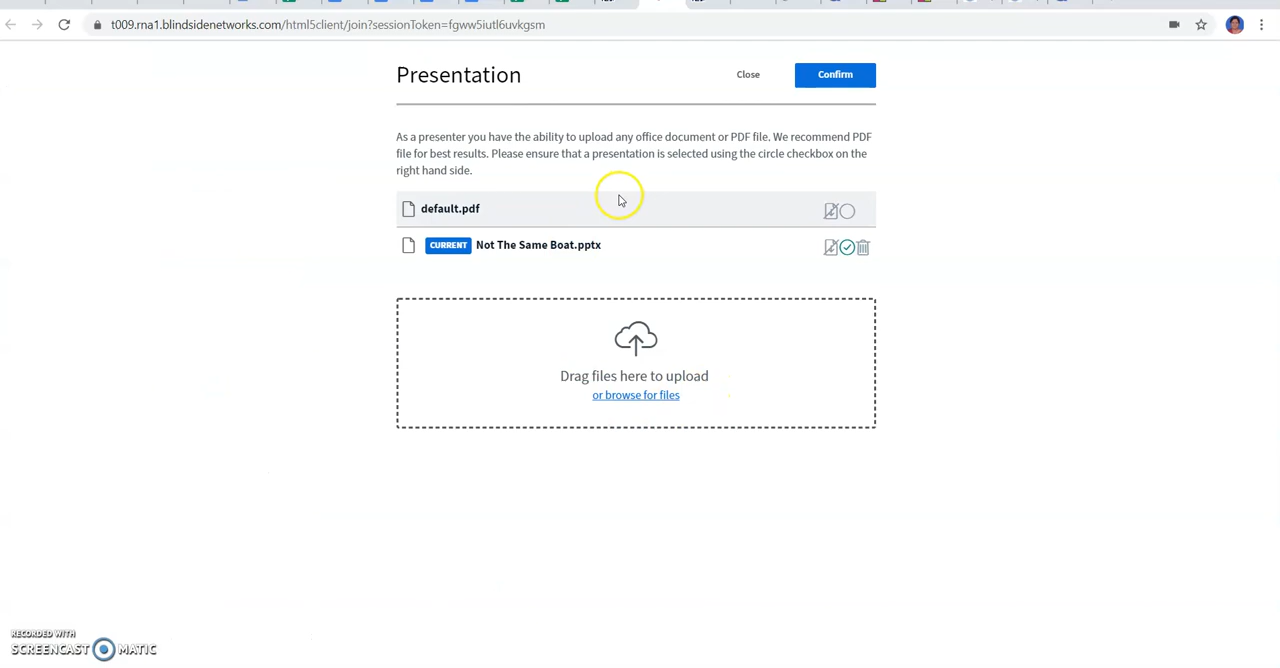 t009.rna1.blindsidenetworks.com/html5client/join?sessionToken=fgww5iutl6uvkgsm
Presentation
Close
Confirm
As a presenter you have the ability to upload any office document or PDF file. We recommend PDF
file for best results. Please ensure that a presentation is selected using the circle checkbox on the
right hand side.
default.pdf
CURRENT Not The Same Boat.pptx
Drag files here to upload
or browse for files
RECORDED WITH
SCREENCAST MATIC